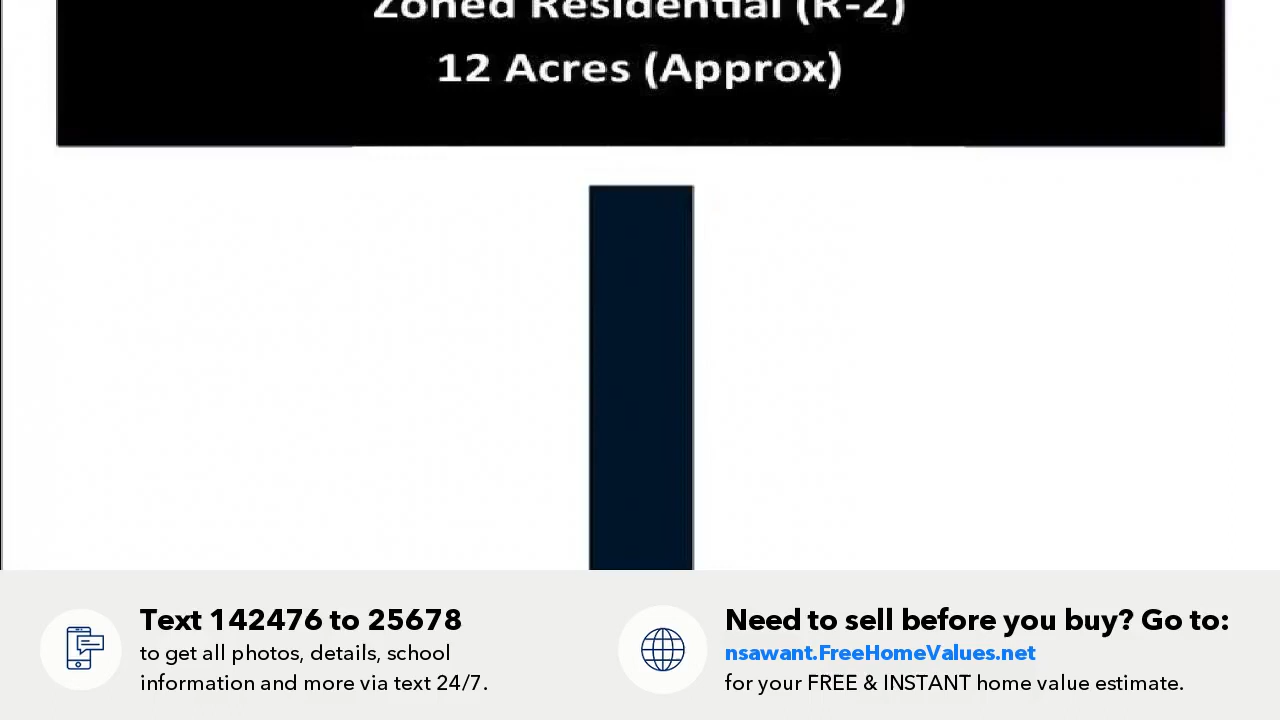 Zoned Residential (R-2)
12 Acres (Approx)
Text 142476 to 25678
to get all photos, details, school
information and more via text 24/7.
Need to sell before you buy? Go to:
nsawant.FreeHomeValues.net
for your FREE & INSTANT home value estimate.